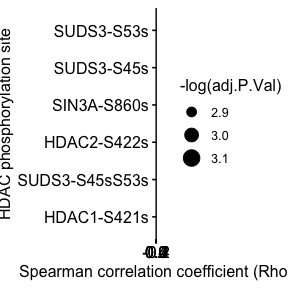 HDAC phosphorylation site
SUDS3-S53s
SUDS3-S45s
SIN3A-S860s
HDAC2-S422s
SUDS3-S45sS53s
HDAC1-S421s
-log(adj.P.Val)
2.9
3.0
3.1
Spearman correlation coefficient (Rho